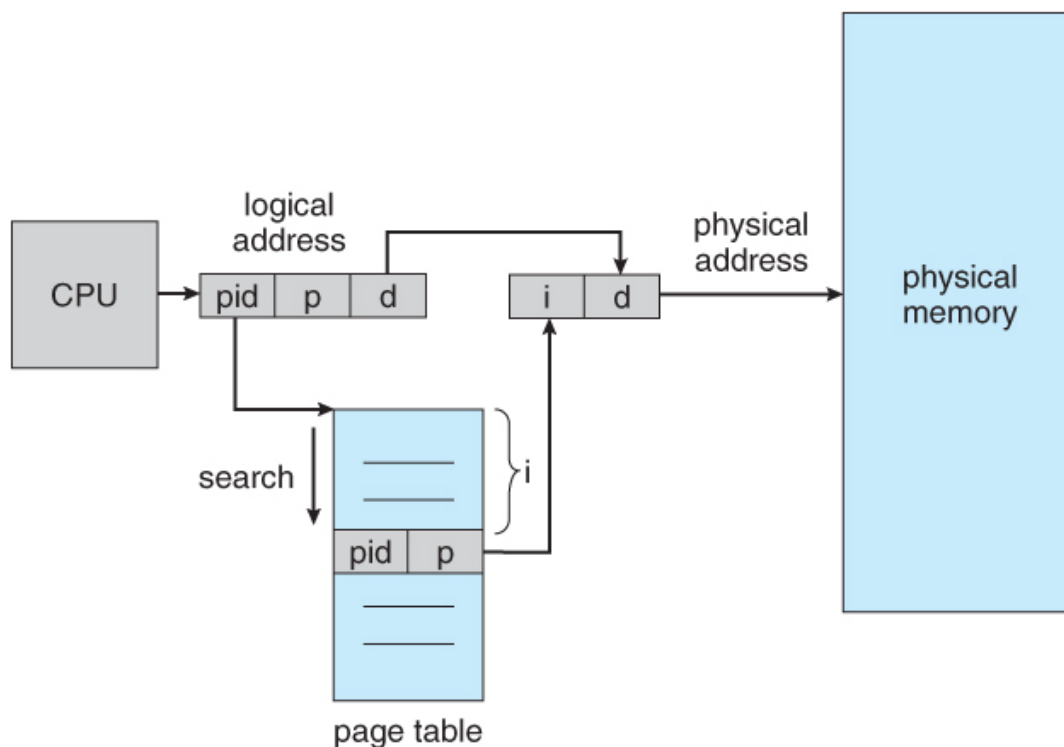 logical
address
physical
address
CPU
pid p d
i d
physical
memory
search
i
pid p
page table